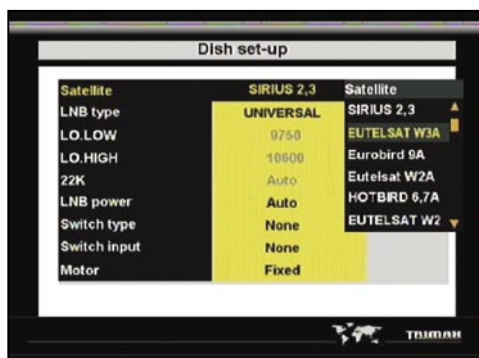 Dish set-up
Satellite SIRIUS 2,3 Satellite
LNB type UNIVERSAL SIRIUS 2,3
LO.LOW 9750 EUTELSAT W3A
LO.HIGH 10600 Eurobird 9A
22K Auto Eutelsat W2A
LNB power Auto HOTBIRD 6,7A
Switch type None EUTELSAT W2
Switch input None
Motor Fixed
TRIMAX